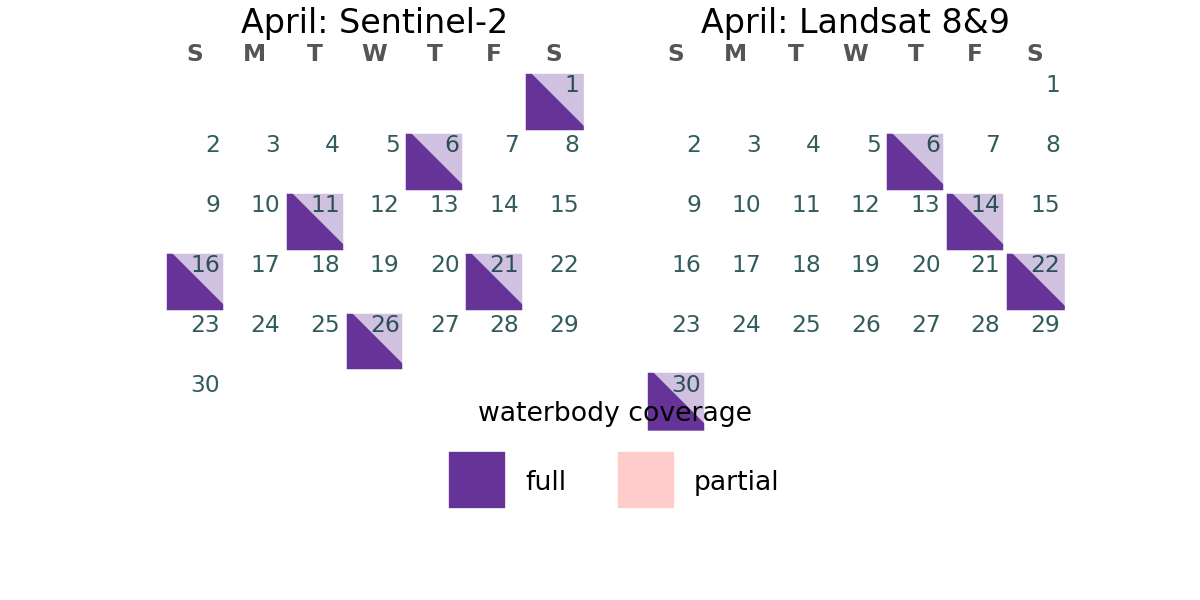 April: Sentinel-2
S M T W T F S
1
2 3 4 5 6 7 8
9 10 11 12 13 14 15
16 17 18 19 20 21 22
23 24 25 26 27 28 29
30
April: Landsat 8&9
S M T W T F S
1
2 3 4 5 6 7 8
9 10 11 12 13 14 15
16 17 18 19 20 21 22
23 24 25 26 27 28 29
30
waterbody coverage
full partial